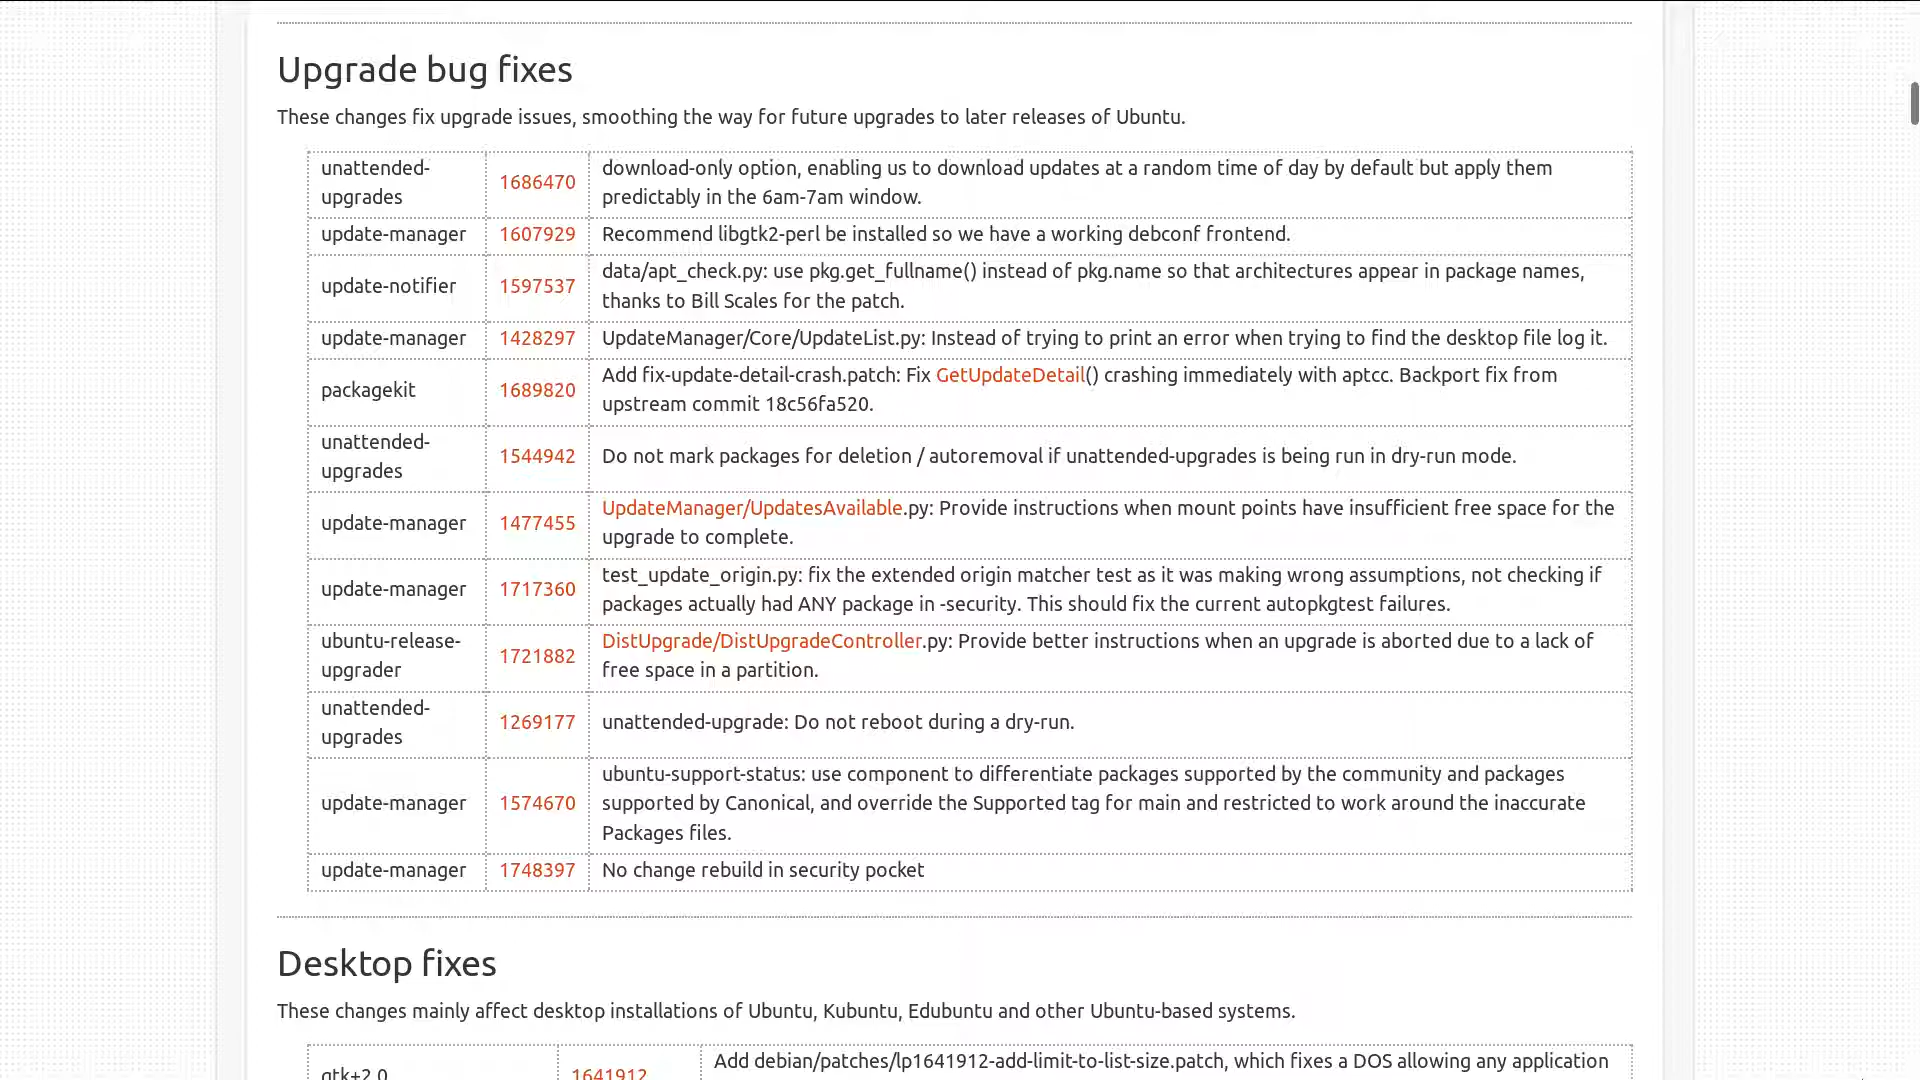 Upgrade bug fixes
These changes fix upgrade issues, smoothing the way for future upgrades to later releases of Ubuntu.
unattended-
upgrades
1686470
download-only option, enabling us to download updates at a random time of day by default but apply them
predictably in the 6am-7am window.
update-manager
1607929
Recommend libgtk2-perl be installed so we have a working debconf frontend.
update-notifier
1597537
data/apt_check.py: use pkg.get_fullname() instead of pkg.name so that architectures appear in package names,
thanks to Bill Scales for the patch.
update-manager
1428297
UpdateManager/Core/UpdateList.py: Instead of trying to print an error when trying to find the desktop file log it.
packagekit
1689820
Add fix-update-detail-crash.patch: Fix GetUpdateDetail() crashing immediately with aptcc. Backport fix from
upstream commit 18c56fa520.
unattended-
upgrades
1544942
Do not mark packages for deletion / autoremoval if unattended-upgrades is being run in dry-run mode.
update-manager
1477455
UpdateManager/UpdatesAvailable.py: Provide instructions when mount points have insufficient free space for the
upgrade to complete.
update-manager
1717360
test_update_origin.py: fix the extended origin matcher test as it was making wrong assumptions, not checking if
packages actually had ANY package in -security. This should fix the current autopkgtest failures.
ubuntu-release-
upgrader
1721882
DistUpgrade/DistUpgradeController.py: Provide better instructions when an upgrade is aborted due to a lack of
free space in a partition.
unattended-
upgrades
1269177
unattended-upgrade: Do not reboot during a dry-run.
update-manager
1574670
ubuntu-support-status: use component to differentiate packages supported by the community and packages
supported by Canonical, and override the Supported tag for main and restricted to work around the inaccurate
Packages files.
update-manager
1748397
No change rebuild in security pocket
Desktop fixes
These changes mainly affect desktop installations of Ubuntu, Kubuntu, Edubuntu and other Ubuntu-based systems.
gtk+2.0
1641912
Add debian/patches/lp1641912-add-limit-to-list-size.patch, which fixes a DOS allowing any application